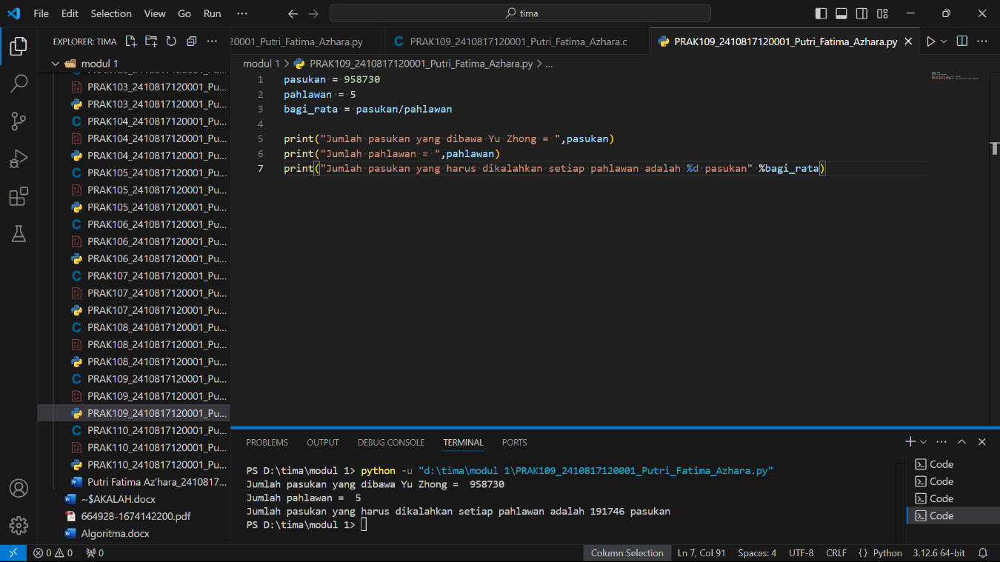 File Edit Selection View Go Run ···
tima
EXPLORER: TIMA
20001_Putri_Fatima_Azhara.py
PRAK109_2410817120001_Putri_Fatima_Azhara.c
PRAK109_2410817120001_Putri_Fatima_Azhara.py
modul 1
PRAK103_2410817120001_Pu...
PRAK103_2410817120001_Pu...
PRAK104_2410817120001_Pu...
PRAK104_2410817120001_Pu...
PRAK104_2410817120001_Pu...
PRAK105_2410817120001_Pu...
PRAK105_2410817120001_Pu...
PRAK105_2410817120001_Pu...
PRAK106_2410817120001_Pu...
PRAK106_2410817120001_Pu...
PRAK106_2410817120001_Pu...
PRAK107_2410817120001_Pu...
PRAK107_2410817120001_Pu...
PRAK107_2410817120001_Pu...
PRAK108_2410817120001_Pu...
PRAK108_2410817120001_Pu...
PRAK108_2410817120001_Pu...
PRAK109_2410817120001_Pu...
PRAK109_2410817120001_Pu...
PRAK109_2410817120001_Pu...
PRAK110_2410817120001_Pu...
PRAK110_2410817120001_Pu...
PRAK110_2410817120001_Pu...
Putri Fatima Az'hara_2410817...
~$AKALAH.docx
664928-1674142200.pdf
Algoritma.docx
modul 1 > PRAK109_2410817120001_Putri_Fatima_Azhara.py > ...
1 pasukan = 958730
2 pahlawan = 5
3 bagi_rata = pasukan/pahlawan
4
5 print("Jumlah pasukan yang dibawa Yu Zhong = ",pasukan)
6 print("Jumlah pahlawan = ",pahlawan)
7 print("Jumlah pasukan yang harus dikalahkan setiap pahlawan adalah %d pasukan" %bagi_rata)
PROBLEMS OUTPUT DEBUG CONSOLE TERMINAL PORTS
PS D:\tima\modul 1> python -u "d:\tima\modul 1\PRAK109_2410817120001_Putri_Fatima_Azhara.py"
Jumlah pasukan yang dibawa Yu Zhong =  958730
Jumlah pahlawan =  5
Jumlah pasukan yang harus dikalahkan setiap pahlawan adalah 191746 pasukan
PS D:\tima\modul 1>
Code
Code
Code
Code
0 0 0
Column Selection Ln 7, Col 91 Spaces: 4 UTF-8 CRLF {} Python 3.12.6 64-bit